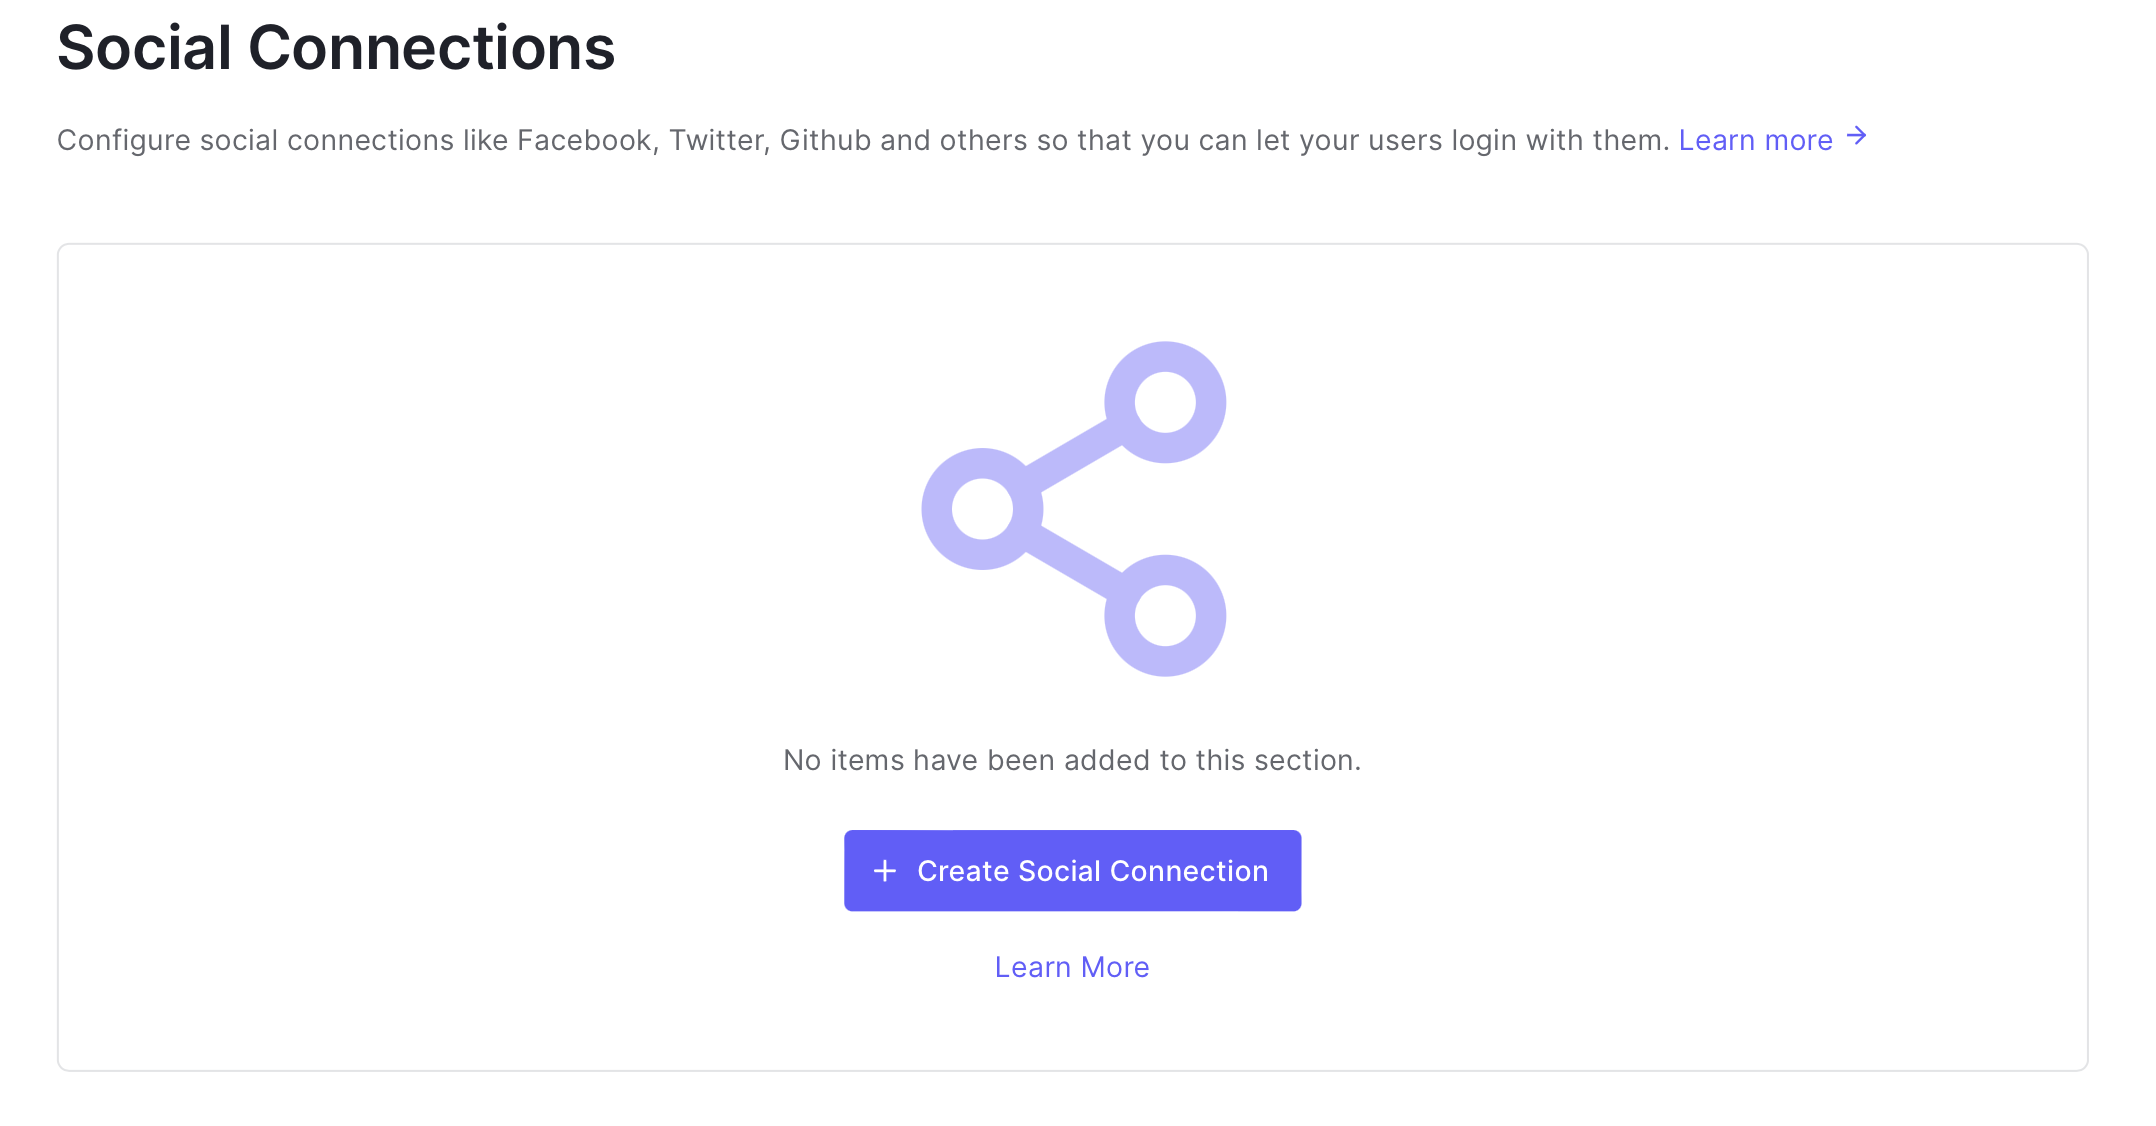 Social Connections
Configure social connections like Facebook, Twitter, Github and others so that you can let your users login with them. Learn more →
No items have been added to this section.
+ Create Social Connection
Learn More